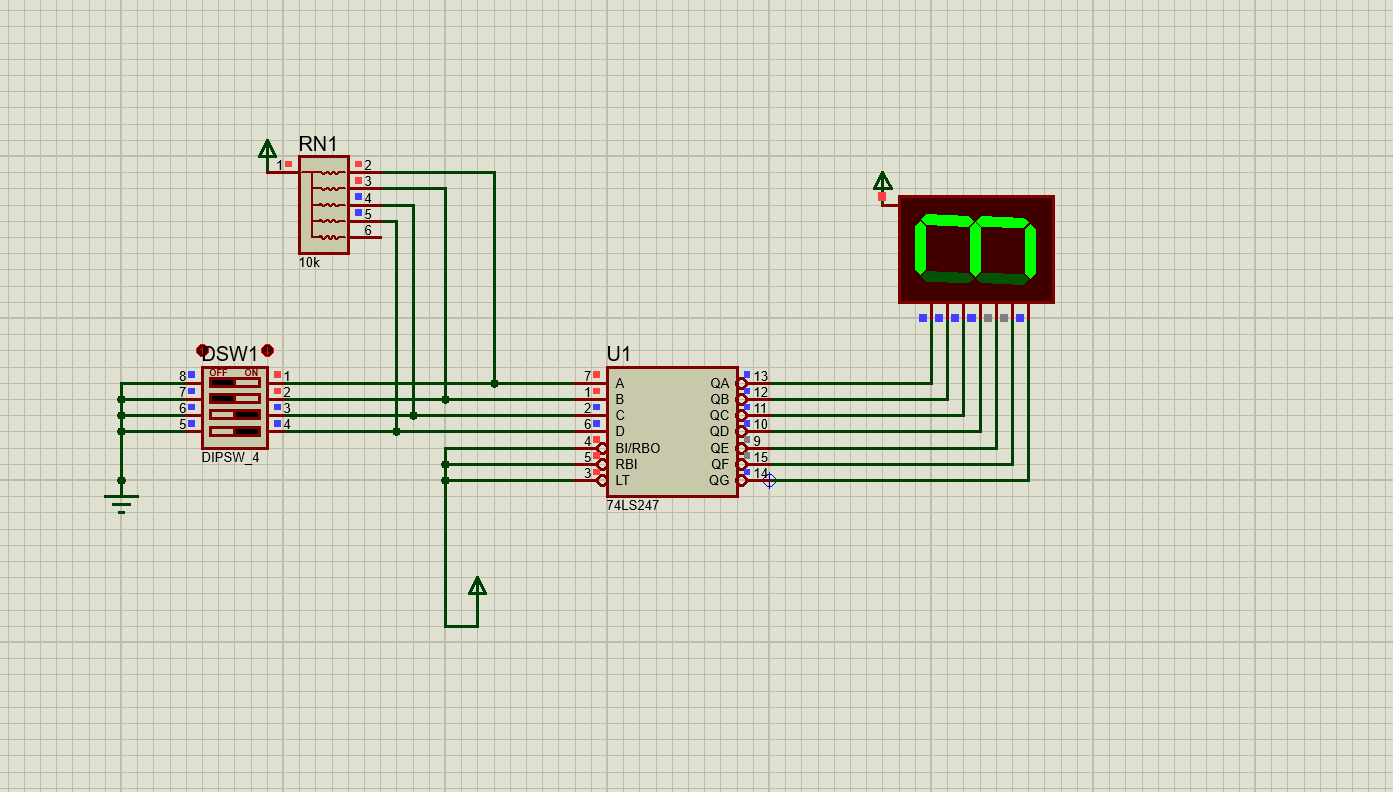 RN1
1
2
3
4
5
6
10k
DSW1
OFF ON
8 1
7 2
6 3
5 4
DIPSW_4
U1
7 A QA 13
1 B QB 12
2 C QC 11
6 D QD 10
4 BI/RBO QE 9
5 RBI QF 15
3 LT QG 14
74LS247